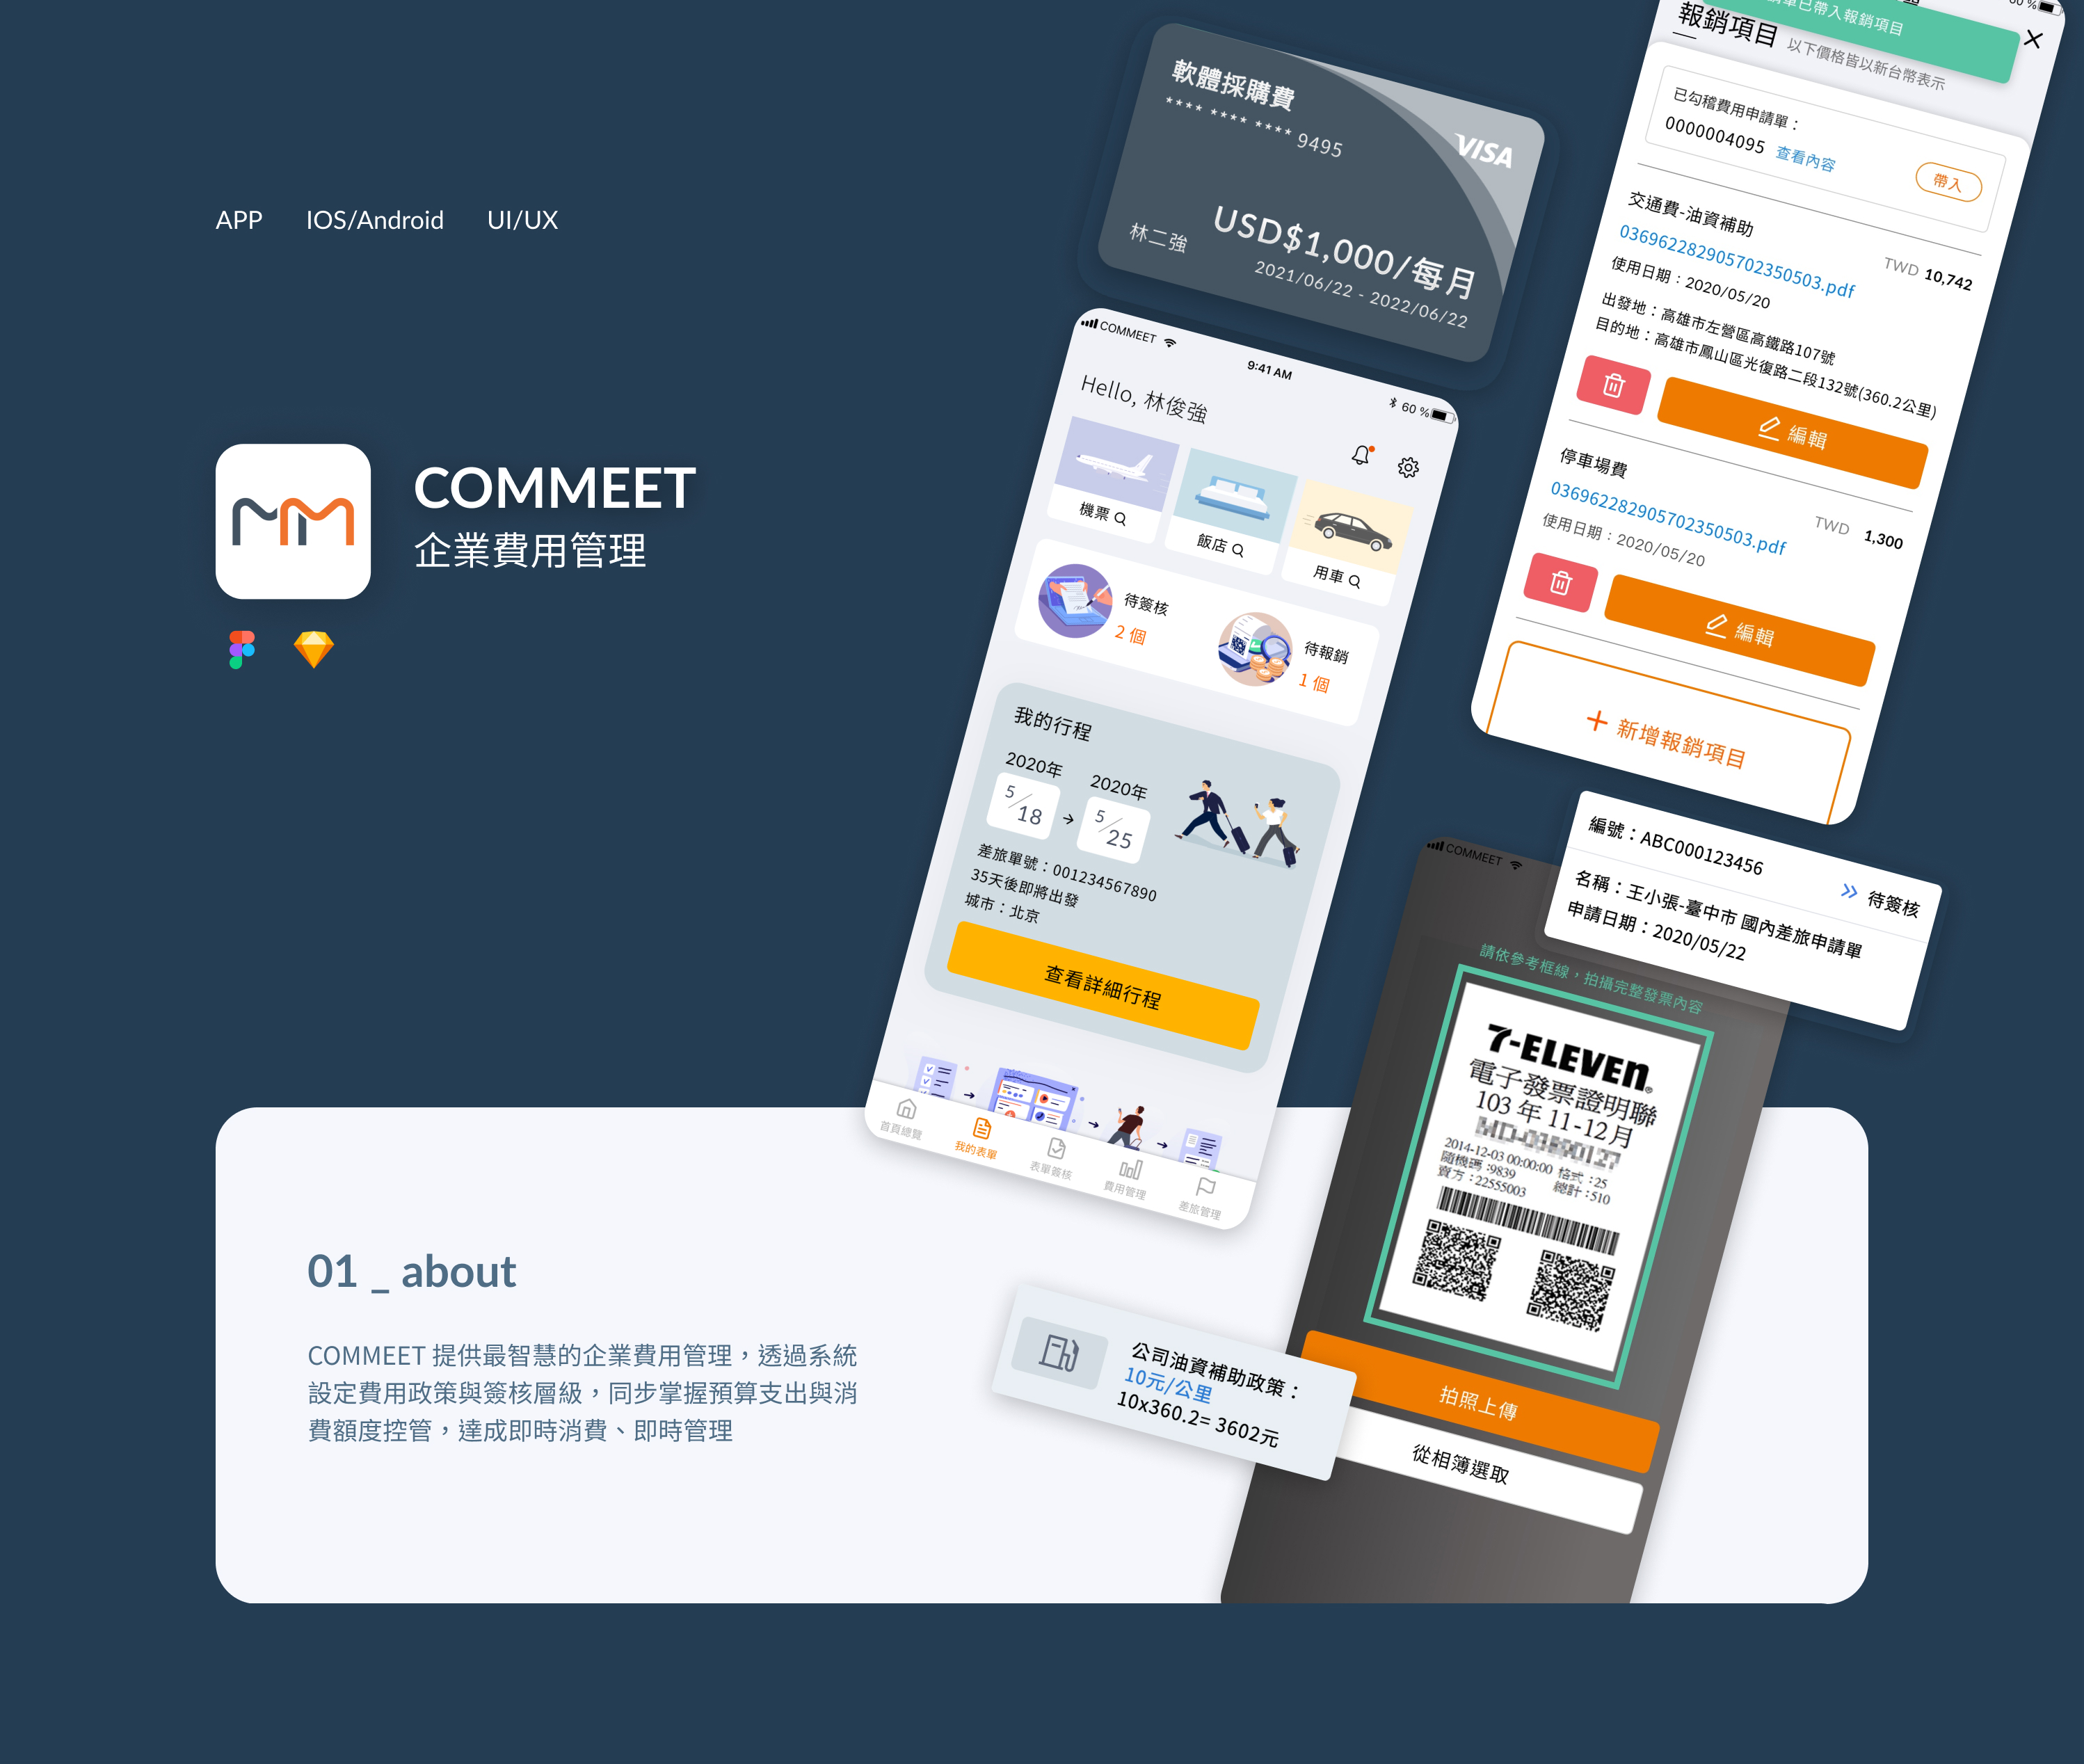 APP IOS/Android UI/UX
COMMEET
企業費用管理
軟體採購費
**** **** **** 9495
VISA
林二強
USD$1,000/每月
2021/06/22 - 2022/06/22
COMMEET
9:41 AM
60 %
Hello, 林俊強
機票
飯店
用車
待簽核
2 個
待報銷
1 個
我的行程
2020年
5/18
2020年
5/25
差旅單號：001234567890
35天後即將出發
城市：北京
查看詳細行程
首頁總覽
我的表單
表單簽核
費用管理
差旅管理
單已帶入報銷項目
60 %
報銷項目
以下價格皆以新台幣表示
已勾稽費用申請單：
0000004095 查看內容
帶入
交通費-油資補助
036962282905702350503.pdf
TWD 10,742
使用日期：2020/05/20
出發地：高雄市左營區高鐵路107號
目的地：高雄市鳳山區光復路二段132號(360.2公里)
編輯
停車場費
036962282905702350503.pdf
TWD 1,300
使用日期：2020/05/20
編輯
+ 新增報銷項目
編號：ABC000123456
待簽核
名稱：王小張-臺中市 國內差旅申請單
申請日期：2020/05/22
COMMEET
請依參考框線，拍攝完整發票內容
7-ELEVEn
電子發票證明聯
103 年 11-12月
2014-12-03 00:00:00 格式 :25
隨機碼 :9839 總計 :510
賣方 :22555003
拍照上傳
從相簿選取
公司油資補助政策：
10元/公里
10x360.2= 3602元
01 _ about
COMMEET 提供最智慧的企業費用管理，透過系統
設定費用政策與簽核層級，同步掌握預算支出與消
費額度控管，達成即時消費、即時管理